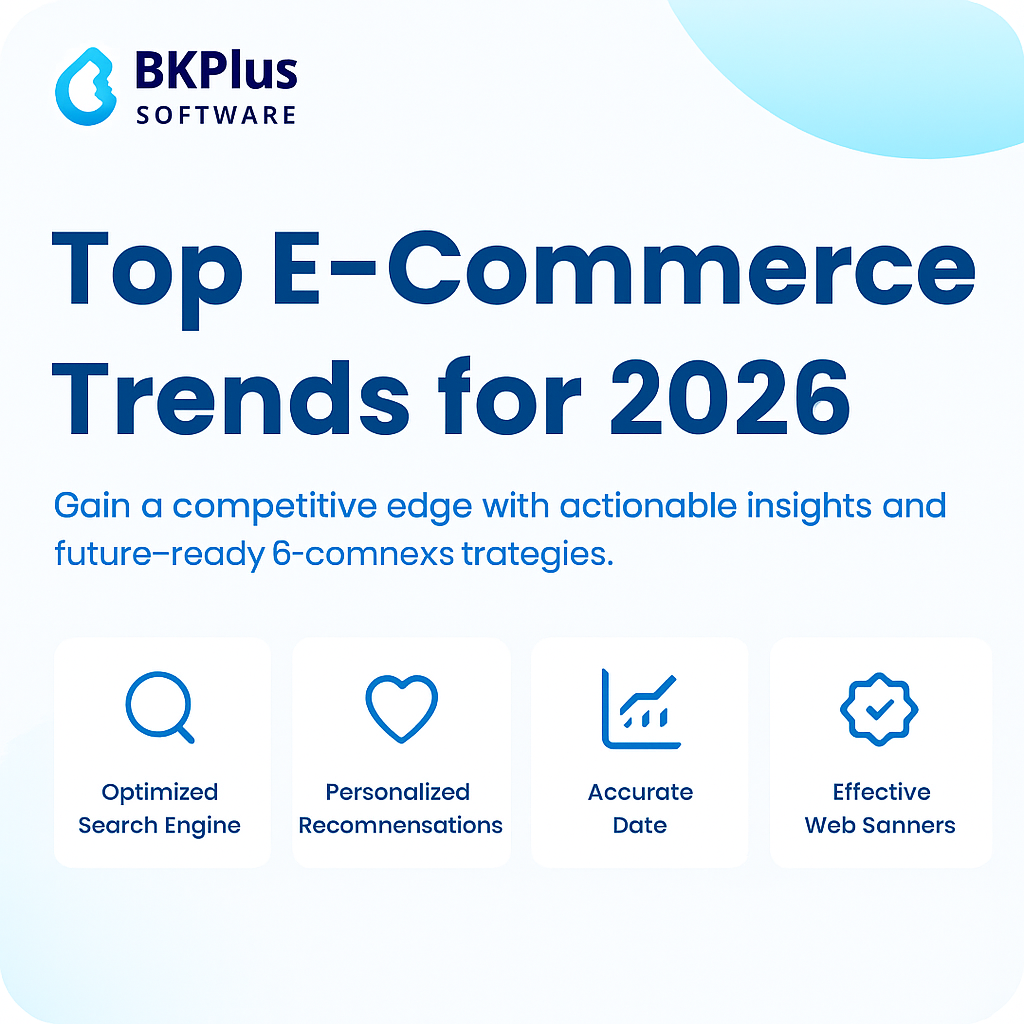 BKPlus
SOFTWARE
Top E-Commerce
Trends for 2026
Gain a competitive edge with actionable insights and
future-ready 6-comnexs trategies.
Optimized
Search Engine
Personalized
Recomnensations
Accurate
Date
Effective
Web Sanners